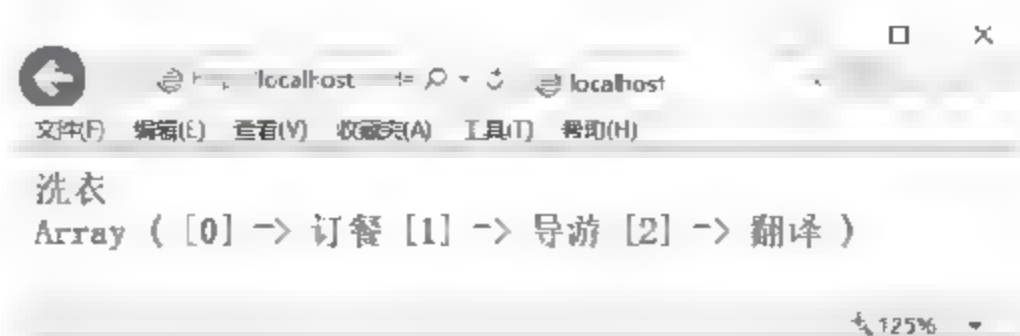 localhost localhost
文件(F) 编辑(E) 查看(V) 收藏夹(A) 工具(T) 帮助(H)
洗衣
Array ( [0] -> 订餐 [1] -> 导游 [2] -> 翻译 )
125%